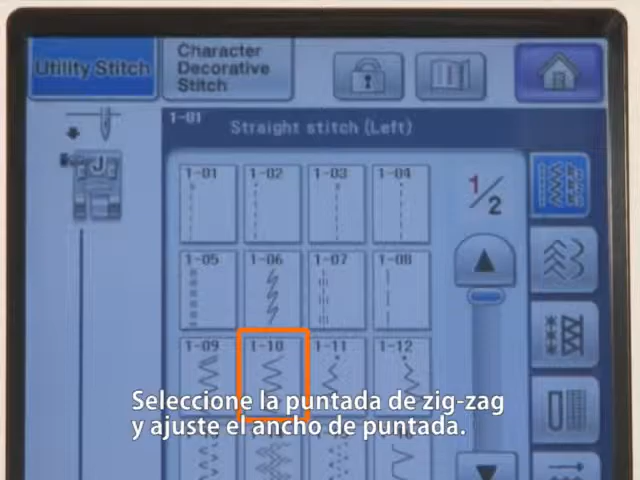 Utility Stitch
Character
Decorative
Stitch
1-01
Straight stitch (Left)
J
1-01
1-02
1-03
1-04
1/2
1-05
1-06
1-07
1-08
1-09
1-10
1-11
1-12
Seleccione la puntada de zig-zag
y ajuste el ancho de puntada.